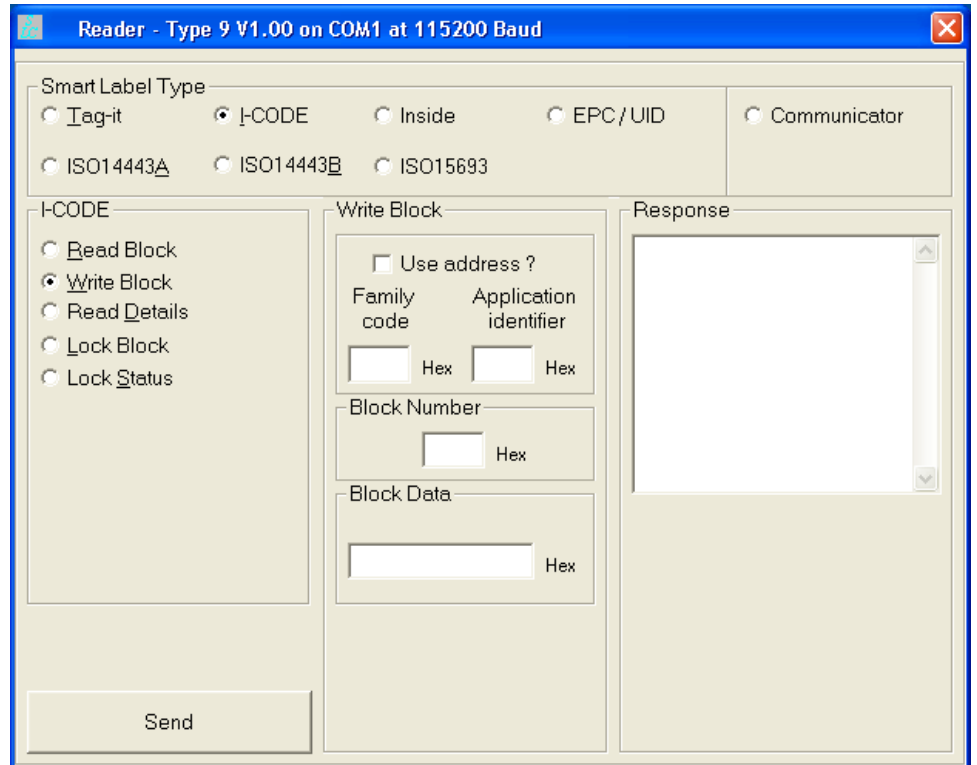 Reader - Type 9 V1.00 on COM1 at 115200 Baud
Smart Label Type
Tag-it
I-CODE
Inside
EPC / UID
Communicator
ISO14443A
ISO14443B
ISO15693
I-CODE
Read Block
Write Block
Read Details
Lock Block
Lock Status
Send
Write Block
Use address ?
Family
code
Application
identifier
Hex
Hex
Block Number
Hex
Block Data
Hex
Response